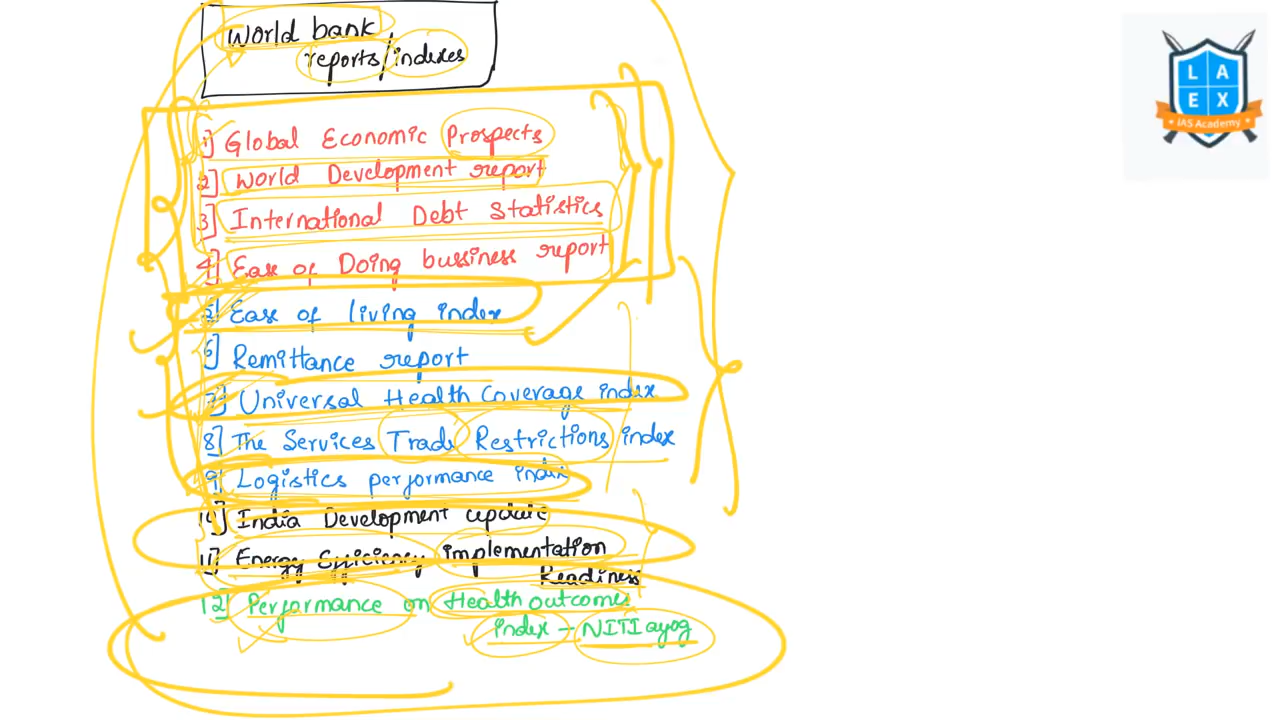 World bank
reports/indexes
1] Global Economic Prospects
2] World Development report
3] International Debt Statistics
4] Ease of Doing bussiness report
5] Ease of living index
6] Remittance report
7] Universal Health Coverage index
8] The Services Trade Restrictions index
9] Logistics performance index
10] India Development update
11] Energy Efficiency implementation
Readiness
12] Performance on Health outcomes
index - NITI ayog
L A
E X
IAS Academy